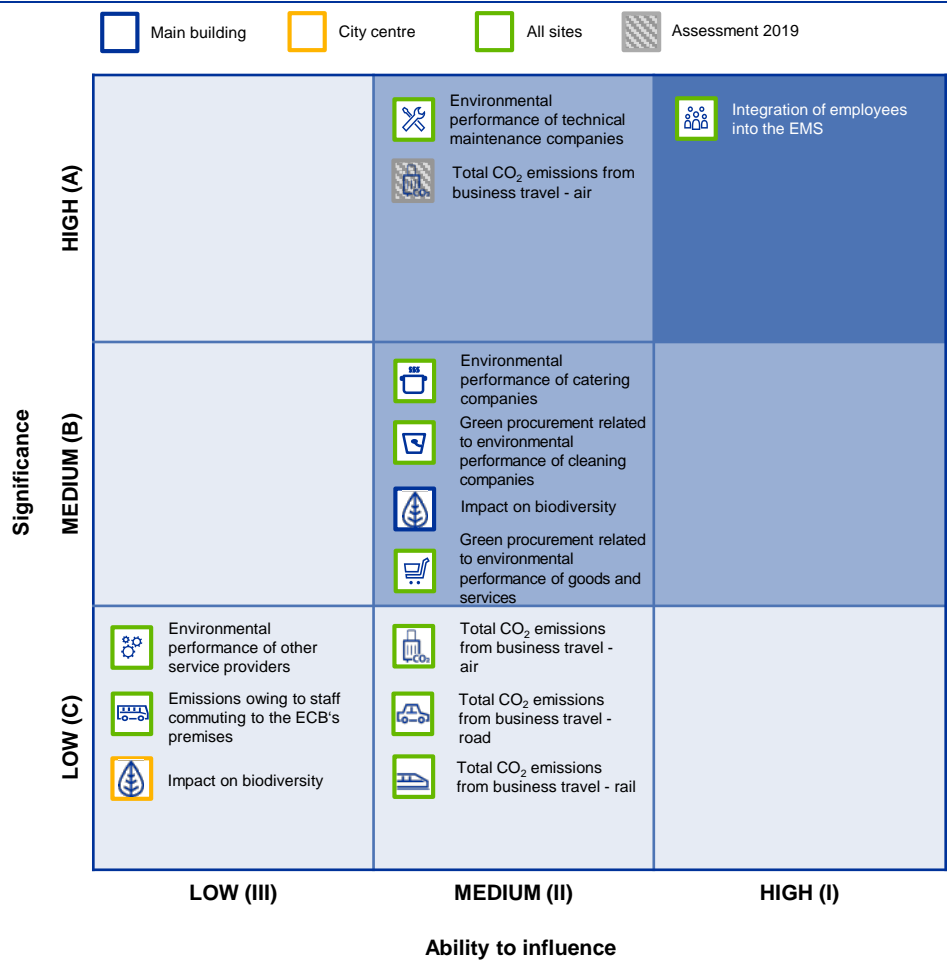 Main building
City centre
All sites
Assessment 2019
Significance
HIGH (A)
Environmental
performance of technical
maintenance companies
Total CO₂ emissions from
business travel - air
CO₂
Integration of employees
into the EMS
MEDIUM (B)
Environmental
performance of catering
companies
Green procurement related
to environmental
performance of cleaning
companies
Impact on biodiversity
Green procurement related
to environmental
performance of goods and
services
LOW (C)
Environmental
performance of other
service providers
Emissions owing to staff
commuting to the ECB‘s
premises
Impact on biodiversity
Total CO₂ emissions
from business travel -
air
CO₂
Total CO₂ emissions
from business travel -
road
Total CO₂ emissions
from business travel - rail
LOW (III)
MEDIUM (II)
HIGH (I)
Ability to influence